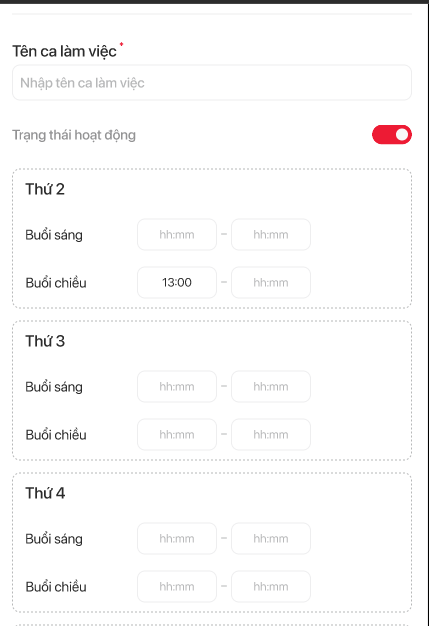 Tên ca làm việc *
Nhập tên ca làm việc
Trạng thái hoạt động
Thứ 2
Buổi sáng hh:mm - hh:mm
Buổi chiều 13:00 - hh:mm
Thứ 3
Buổi sáng hh:mm - hh:mm
Buổi chiều hh:mm - hh:mm
Thứ 4
Buổi sáng hh:mm - hh:mm
Buổi chiều hh:mm - hh:mm